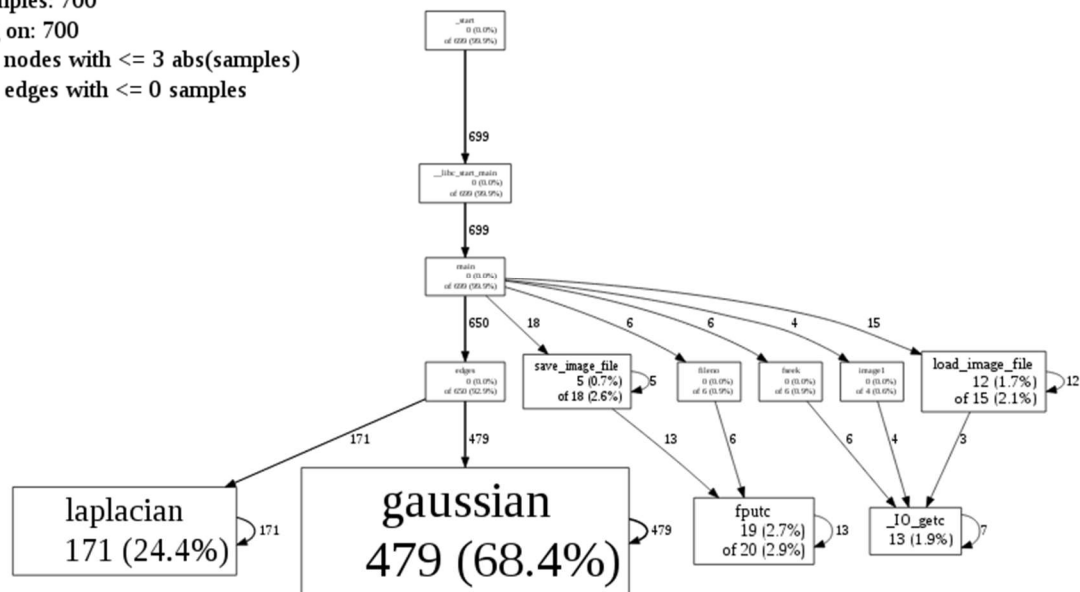 nples: 700
on: 700
nodes with <= 3 abs(samples)
edges with <= 0 samples
_start
0 (0.0%)
of 699 (99.9%)
699
__libc_start_main
0 (0.0%)
of 699 (99.9%)
699
main
0 (0.0%)
of 699 (99.9%)
650
18
6
6
4
15
edges
0 (0.0%)
of 650 (92.9%)
save_image_file
5 (0.7%)
of 18 (2.6%)
5
fileno
0 (0.0%)
of 6 (0.9%)
fseek
0 (0.0%)
of 6 (0.9%)
image1
0 (0.0%)
of 4 (0.6%)
load_image_file
12 (1.7%)
of 15 (2.1%)
12
171
479
13
6
6
4
3
laplacian
171 (24.4%)
171
gaussian
479 (68.4%)
479
fputc
19 (2.7%)
of 20 (2.9%)
13
_IO_getc
13 (1.9%)
7